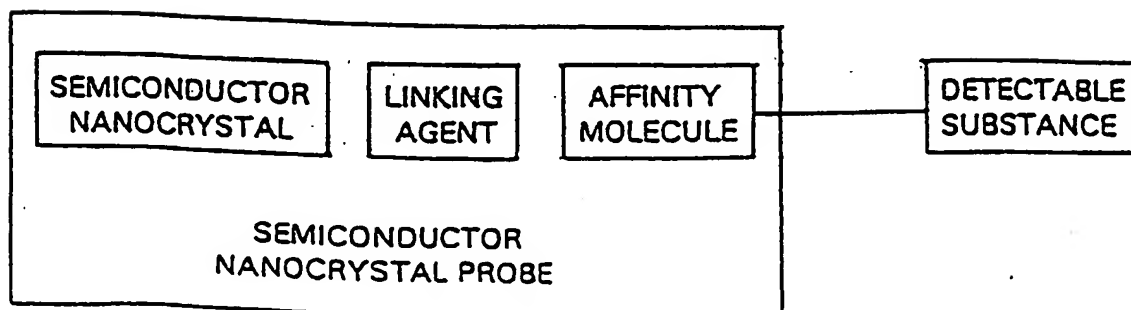 SEMICONDUCTOR
NANOCRYSTAL
LINKING
AGENT
AFFINITY
MOLECULE
DETECTABLE
SUBSTANCE
SEMICONDUCTOR
NANOCRYSTAL PROBE